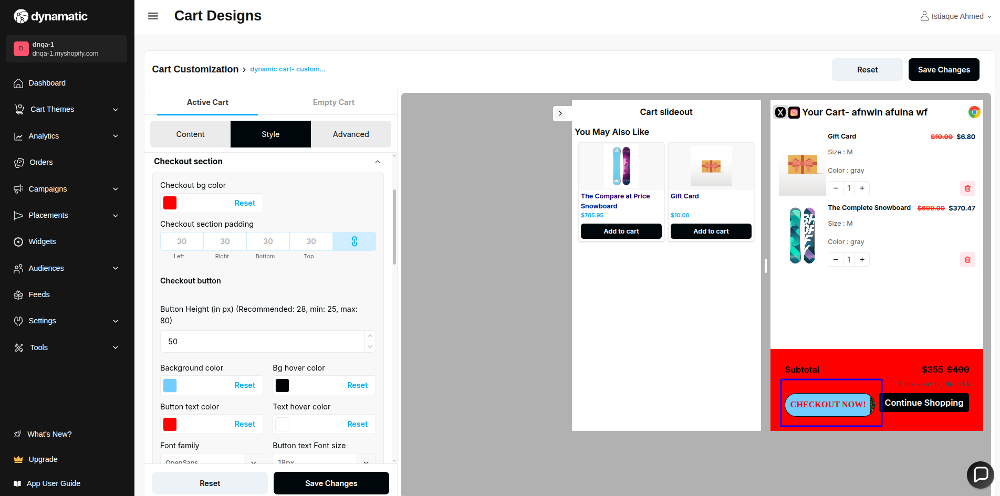 dynamatic
D
dnqa-1
dnqa-1.myshopify.com
Dashboard
Cart Themes
Analytics
Orders
Campaigns
Placements
Widgets
Audiences
Feeds
Settings
Tools
What's New?
Upgrade
App User Guide
Cart Designs
Istiaque Ahmed
Cart Customization
dynamic cart- custom...
Reset
Save Changes
Active Cart
Empty Cart
Content
Style
Advanced
Checkout section
Checkout bg color
Reset
Checkout section padding
30
30
30
30
Left
Right
Bottom
Top
Checkout button
Button Height (in px) (Recommended: 28, min: 25, max:
80)
50
Background color
Bg hover color
Reset
Reset
Button text color
Text hover color
Reset
Reset
Font family
Button text Font size
OpenSans
18px
Reset
Save Changes
Cart slideout
You May Also Like
The Compare at Price
Snowboard
$785.95
Add to cart
Gift Card
$10.00
Add to cart
X
Your Cart- afnwin afuina wf
Gift Card
$10.00 $6.80
Size : M
Color : gray
1
The Complete Snowboard
$699.00 $370.47
Size : M
Color : gray
1
Subtotal
$355 $400
You are saving 45$
CHECKOUT NOW!
Continue Shopping